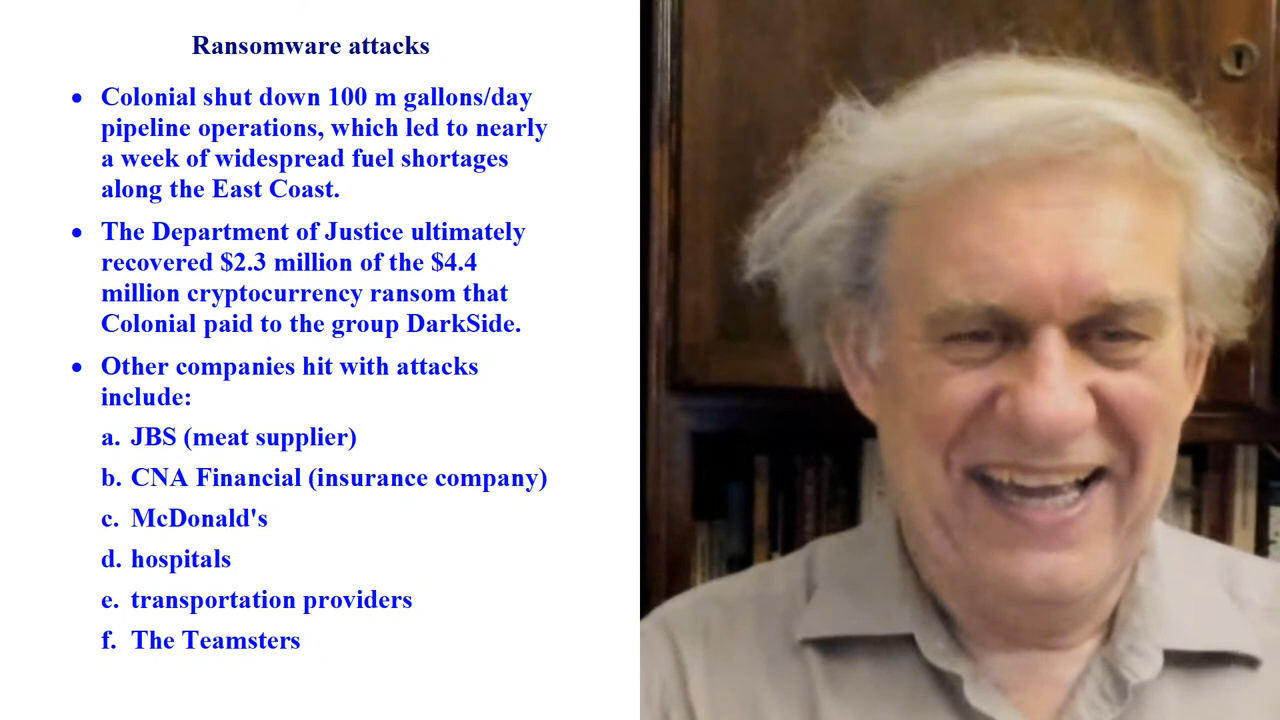 Ransomware attacks
• Colonial shut down 100 m gallons/day
pipeline operations, which led to nearly
a week of widespread fuel shortages
along the East Coast.
• The Department of Justice ultimately
recovered $2.3 million of the $4.4
million cryptocurrency ransom that
Colonial paid to the group DarkSide.
• Other companies hit with attacks
include:
a. JBS (meat supplier)
b. CNA Financial (insurance company)
c. McDonald's
d. hospitals
e. transportation providers
f. The Teamsters